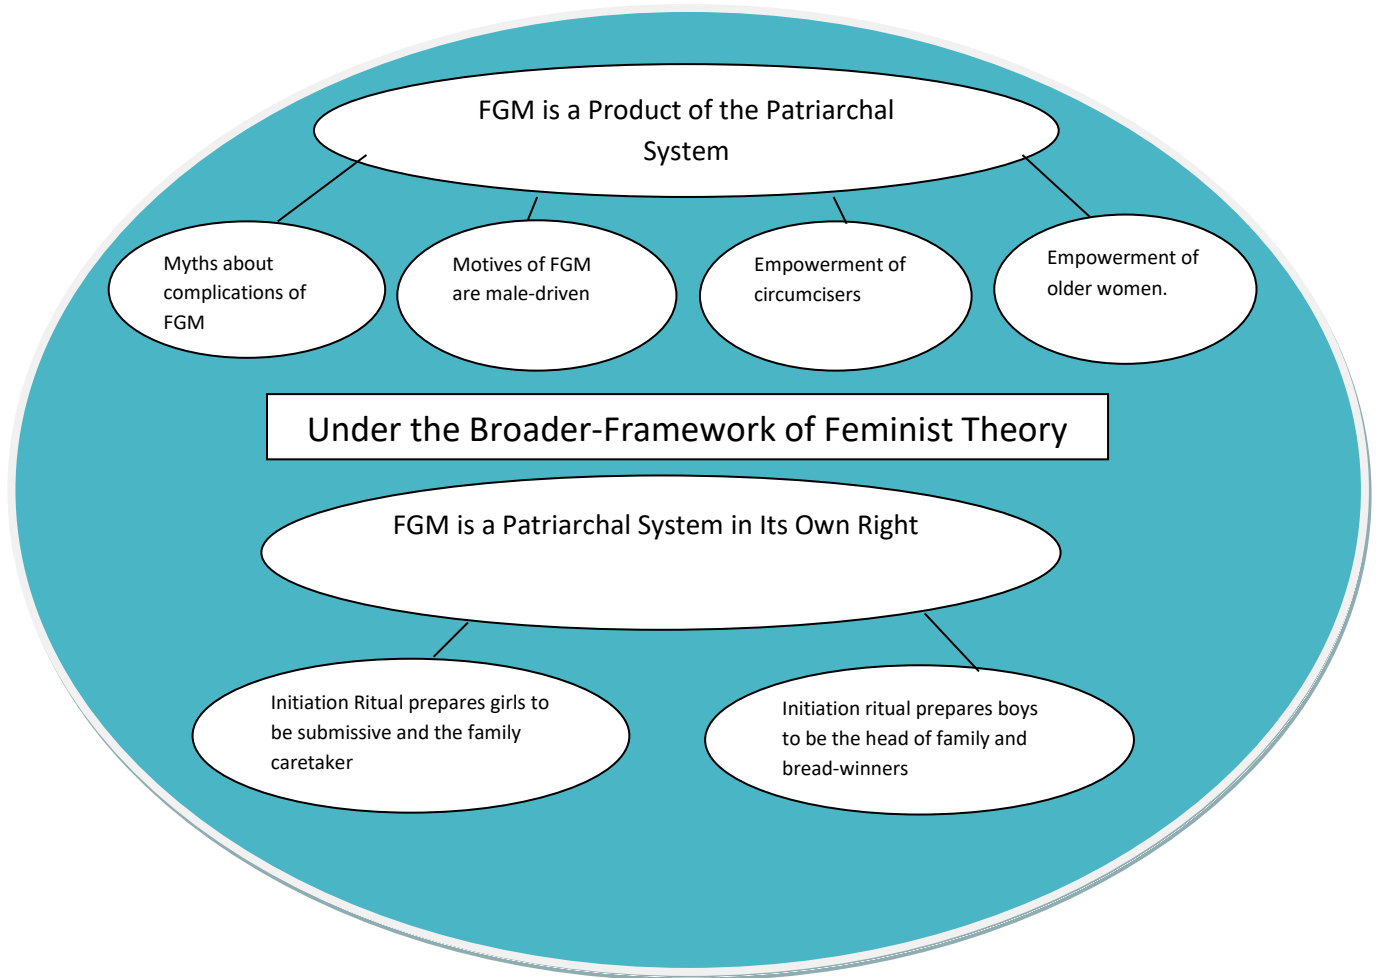 FGM is a Product of the Patriarchal
System
Myths about
complications of
FGM
Motives of FGM
are male-driven
Empowerment of
circumcisers
Empowerment of
older women.
Under the Broader-Framework of Feminist Theory
FGM is a Patriarchal System in Its Own Right
Initiation Ritual prepares girls to
be submissive and the family
caretaker
Initiation ritual prepares boys
to be the head of family and
bread-winners